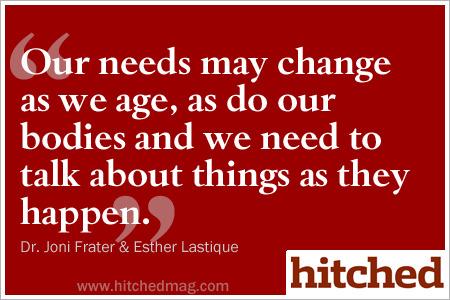 “Our needs may change
as we age, as do our
bodies and we need to
talk about things as they
happen.”
Dr. Joni Frater & Esther Lastique
www.hitchedmag.com
hitched